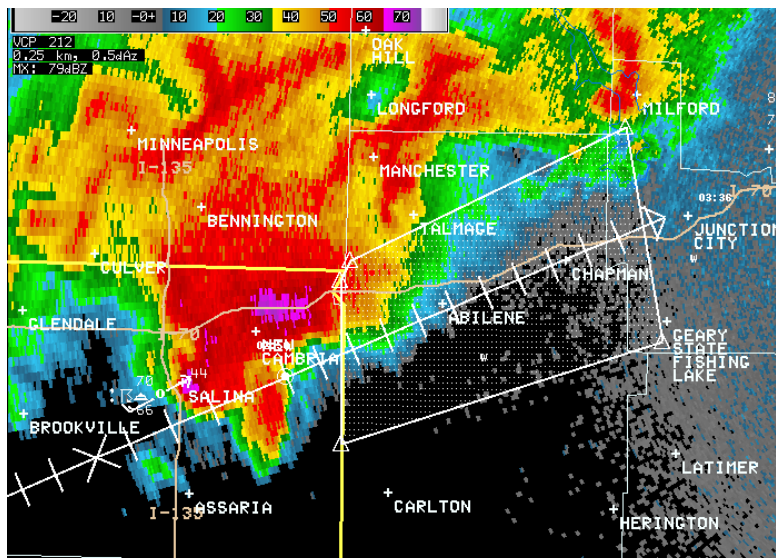 -20 10 -0+ 10 20 30 40 50 60 70
VCP 212
0.25 km, 0.5dAz
MX: 79dBZ
OAK
HILL
LONGFORD
MILFORD
8
7
MINNEAPOLIS
I-135
MANCHESTER
03:36
I-70
BENNINGTON
TALMAGE
JUNCTION
CITY
W
CULVER
CHAPMAN
GLENDALE
ABILENE
NEW
CAMBRIA
GEARY
STATE
FISHING
LAKE
W
70
44
66
SALINA
BROOKVILLE
LATIMER
ASSARIA
I-135
CARLTON
HERINGTON